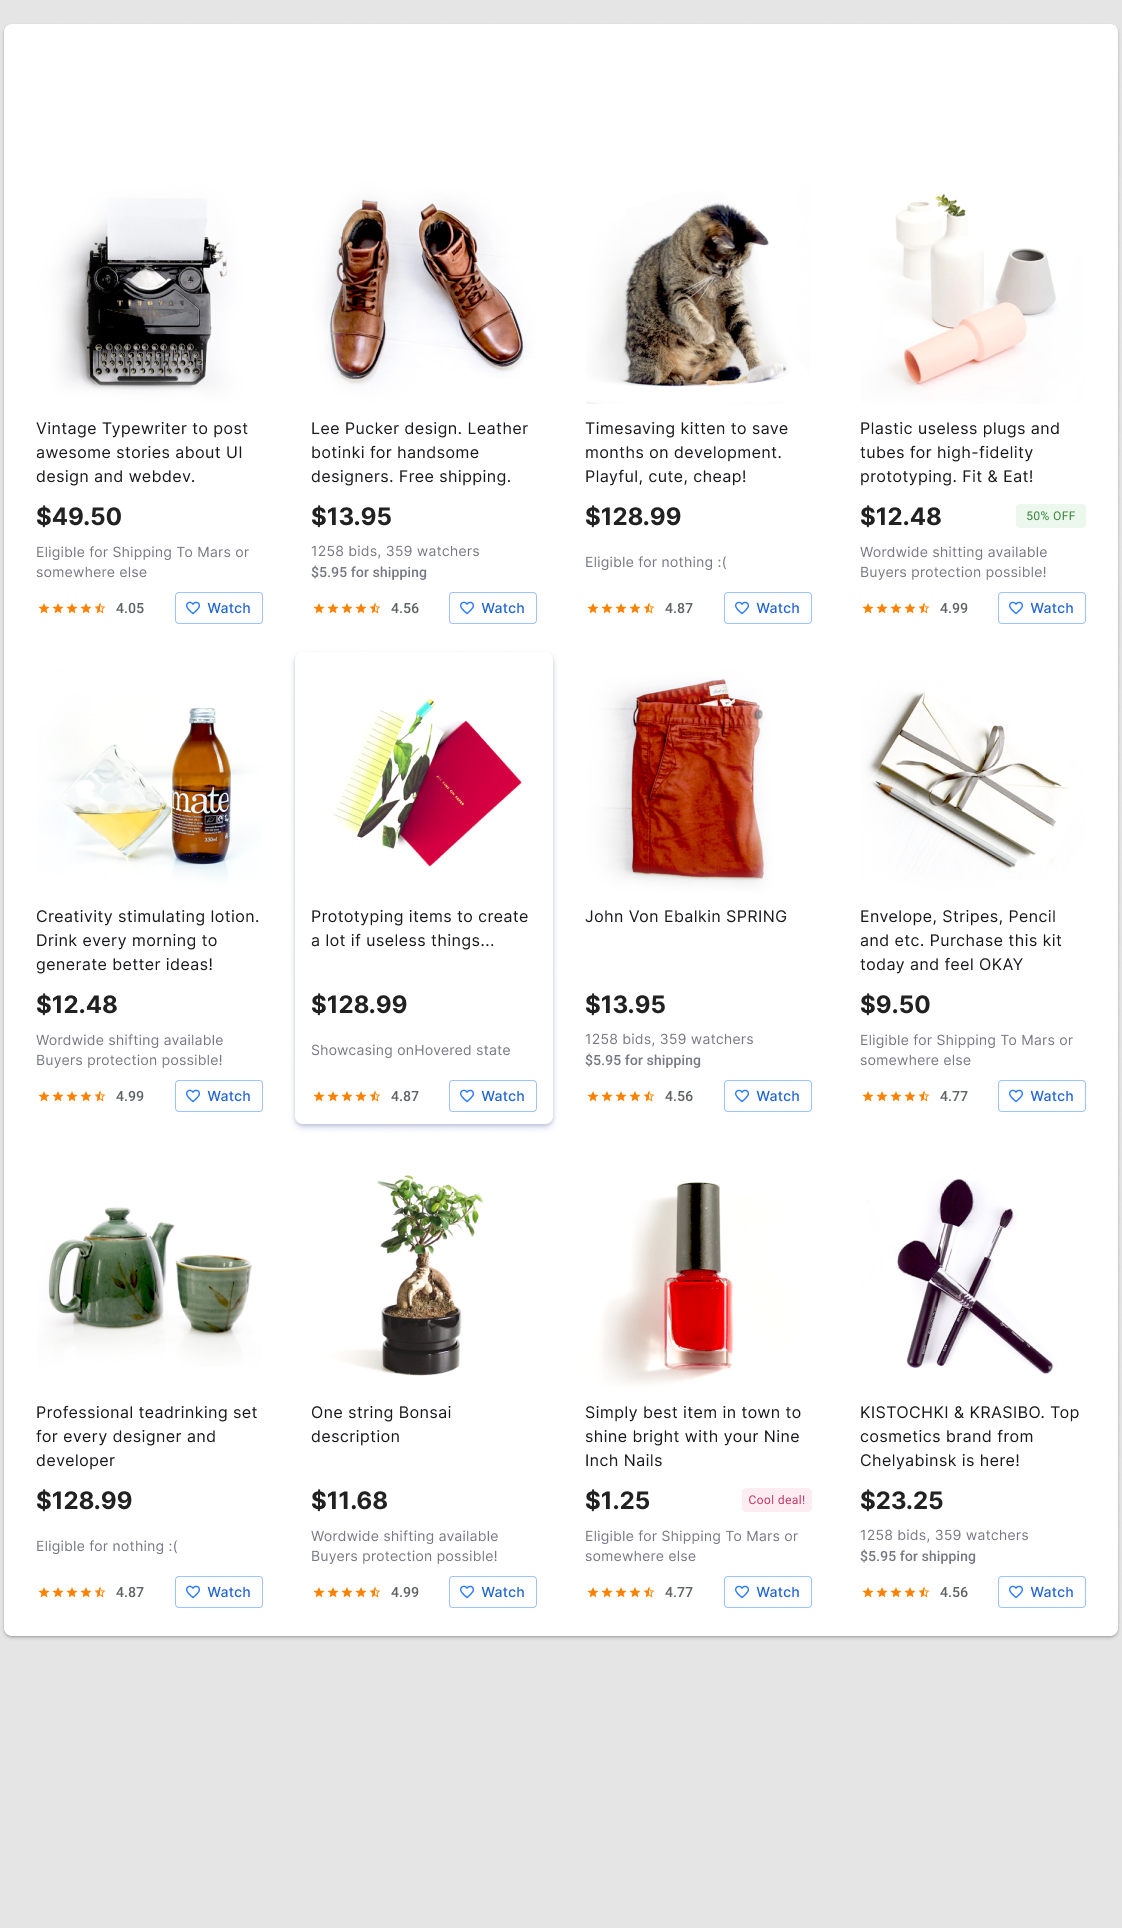 Vintage Typewriter to post
awesome stories about UI
design and webdev.
$49.50
Eligible for Shipping To Mars or
somewhere else
4.05
Watch
Lee Pucker design. Leather
botinki for handsome
designers. Free shipping.
$13.95
1258 bids, 359 watchers
$5.95 for shipping
4.56
Watch
Timesaving kitten to save
months on development.
Playful, cute, cheap!
$128.99
Eligible for nothing :(
4.87
Watch
Plastic useless plugs and
tubes for high-fidelity
prototyping. Fit & Eat!
$12.48
50% OFF
Wordwide shitting available
Buyers protection possible!
4.99
Watch
mate
330ml
Creativity stimulating lotion.
Drink every morning to
generate better ideas!
$12.48
Wordwide shifting available
Buyers protection possible!
4.99
Watch
Prototyping items to create
a lot if useless things...
$128.99
Showcasing onHovered state
4.87
Watch
John Von Ebalkin SPRING
$13.95
1258 bids, 359 watchers
$5.95 for shipping
4.56
Watch
Envelope, Stripes, Pencil
and etc. Purchase this kit
today and feel OKAY
$9.50
Eligible for Shipping To Mars or
somewhere else
4.77
Watch
Professional teadrinking set
for every designer and
developer
$128.99
Eligible for nothing :(
4.87
Watch
One string Bonsai
description
$11.68
Wordwide shifting available
Buyers protection possible!
4.99
Watch
Simply best item in town to
shine bright with your Nine
Inch Nails
$1.25
Cool deal!
Eligible for Shipping To Mars or
somewhere else
4.77
Watch
KISTOCHKI & KRASIBO. Top
cosmetics brand from
Chelyabinsk is here!
$23.25
1258 bids, 359 watchers
$5.95 for shipping
4.56
Watch